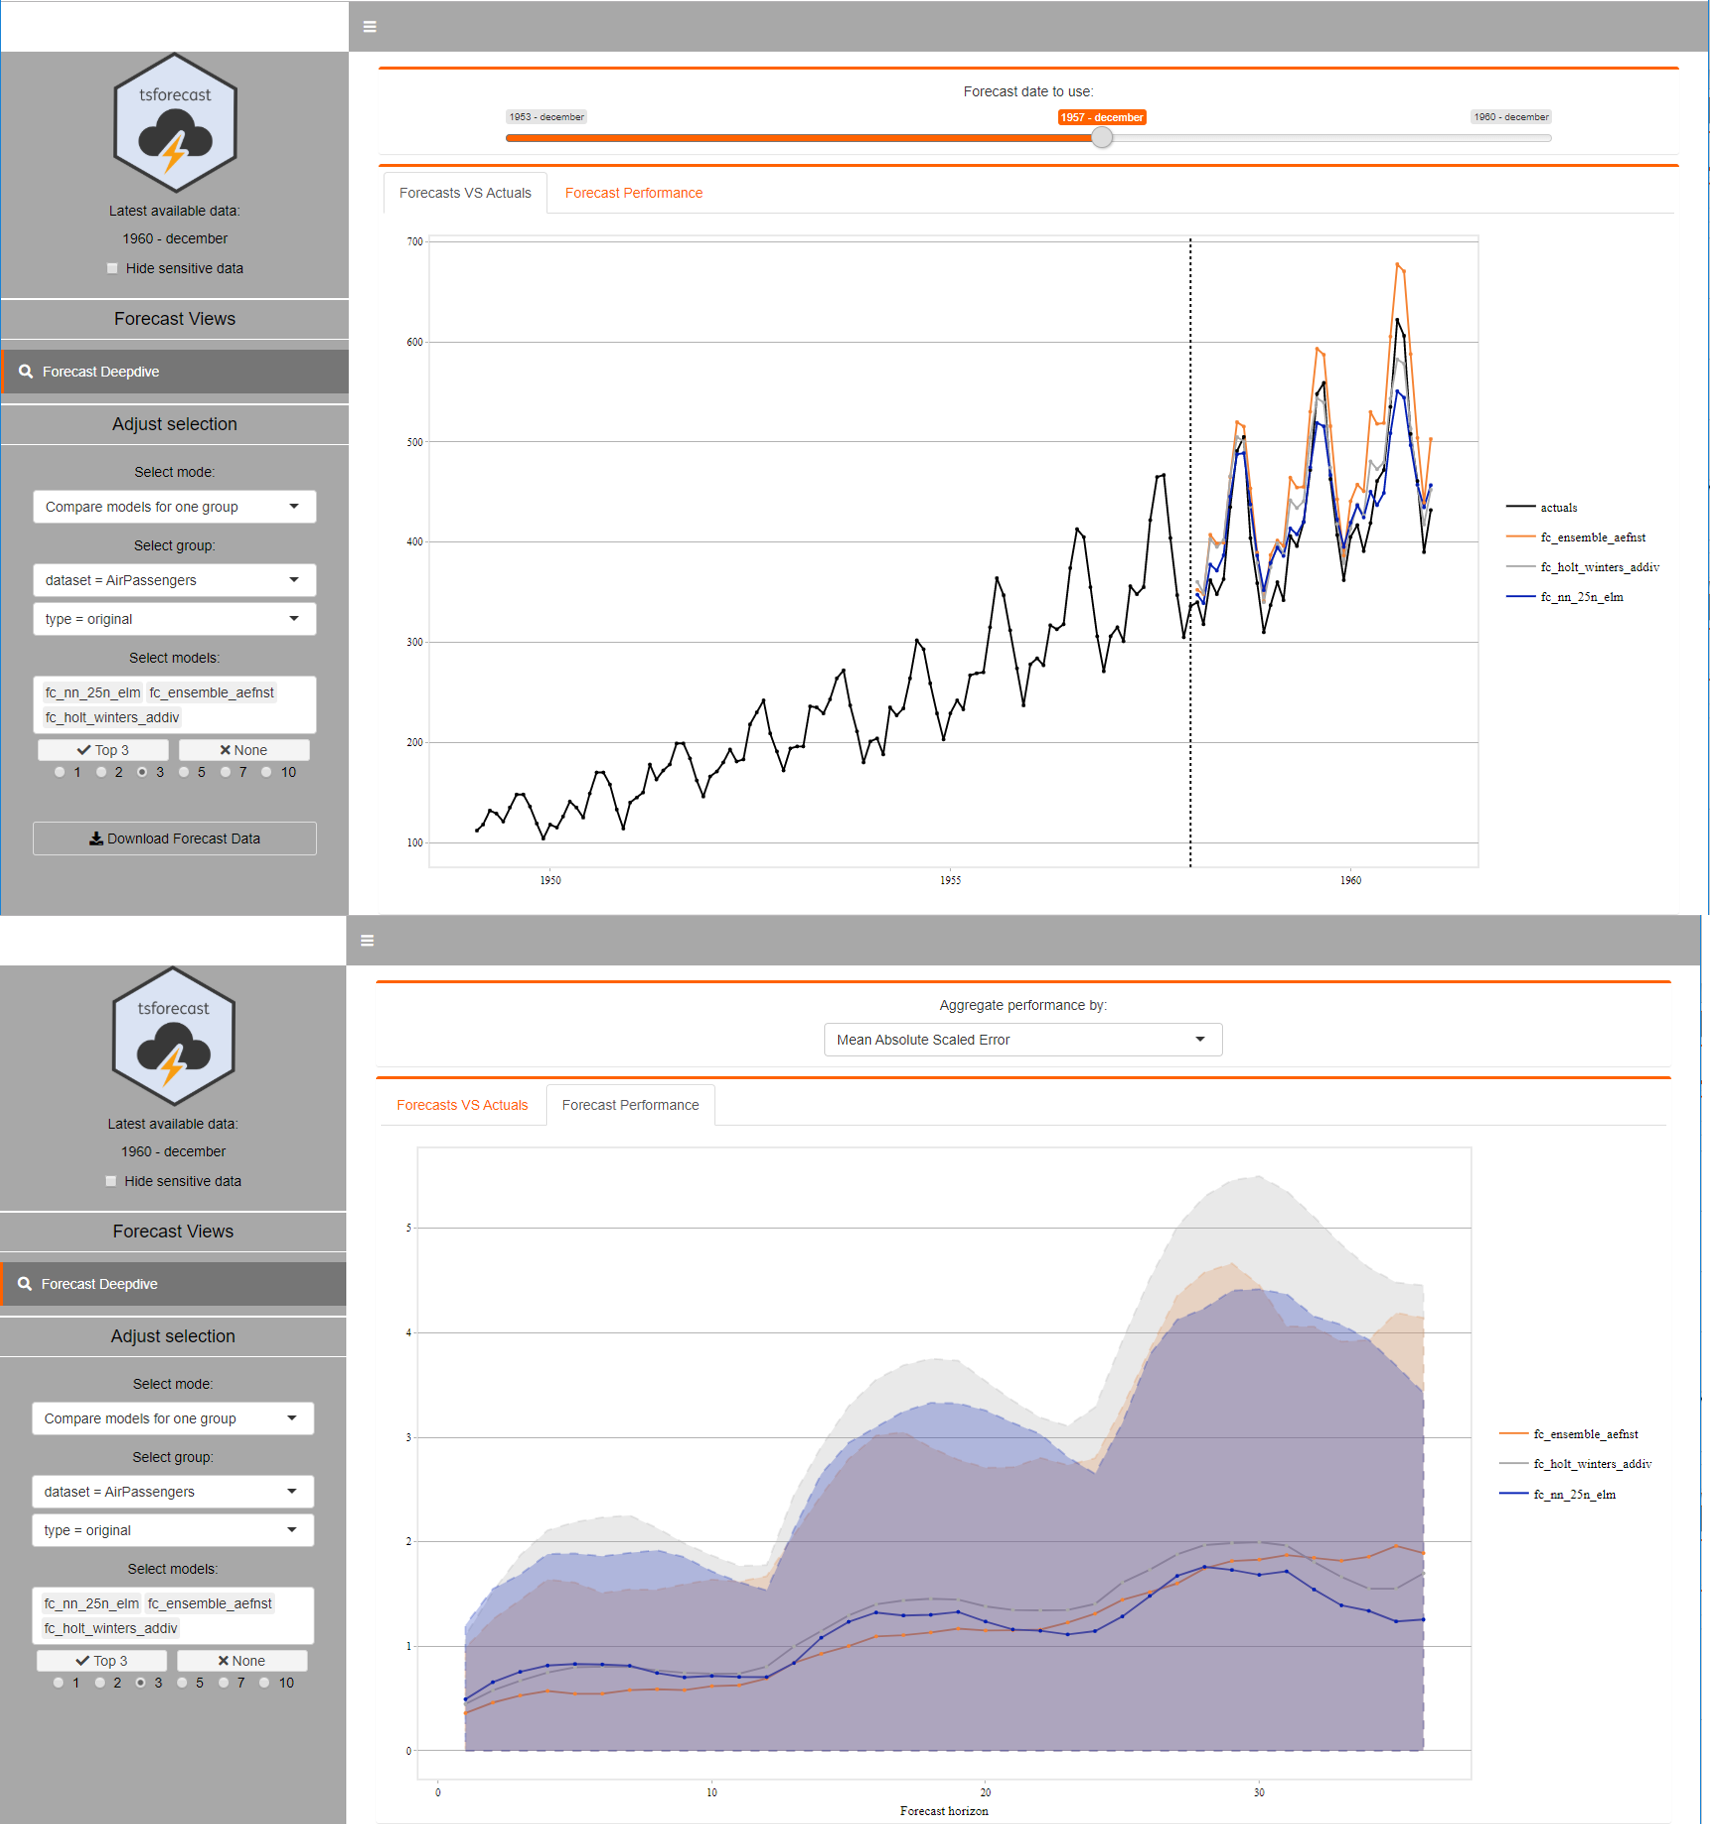 tsforecast
Latest available data:
1960 - december
Hide sensitive data
Forecast Views
Forecast Deepdive
Adjust selection
Select mode:
Compare models for one group
Select group:
dataset = AirPassengers
type = original
Select models:
fc_nn_25n_elm fc_ensemble_aefnst
fc_holt_winters_addiv
Top 3 None
1 2 3 5 7 10
Download Forecast Data
Forecast date to use:
1953 - december 1957 - december 1960 - december
Forecasts VS Actuals Forecast Performance
700
600
500
400
300
200
100
1950 1955 1960
actuals
fc_ensemble_aefnst
fc_holt_winters_addiv
fc_nn_25n_elm
tsforecast
Latest available data:
1960 - december
Hide sensitive data
Forecast Views
Forecast Deepdive
Adjust selection
Select mode:
Compare models for one group
Select group:
dataset = AirPassengers
type = original
Select models:
fc_nn_25n_elm fc_ensemble_aefnst
fc_holt_winters_addiv
Top 3 None
1 2 3 5 7 10
Aggregate performance by:
Mean Absolute Scaled Error
Forecasts VS Actuals Forecast Performance
5
4
3
2
1
0
0 10 20 30
Forecast horizon
fc_ensemble_aefnst
fc_holt_winters_addiv
fc_nn_25n_elm